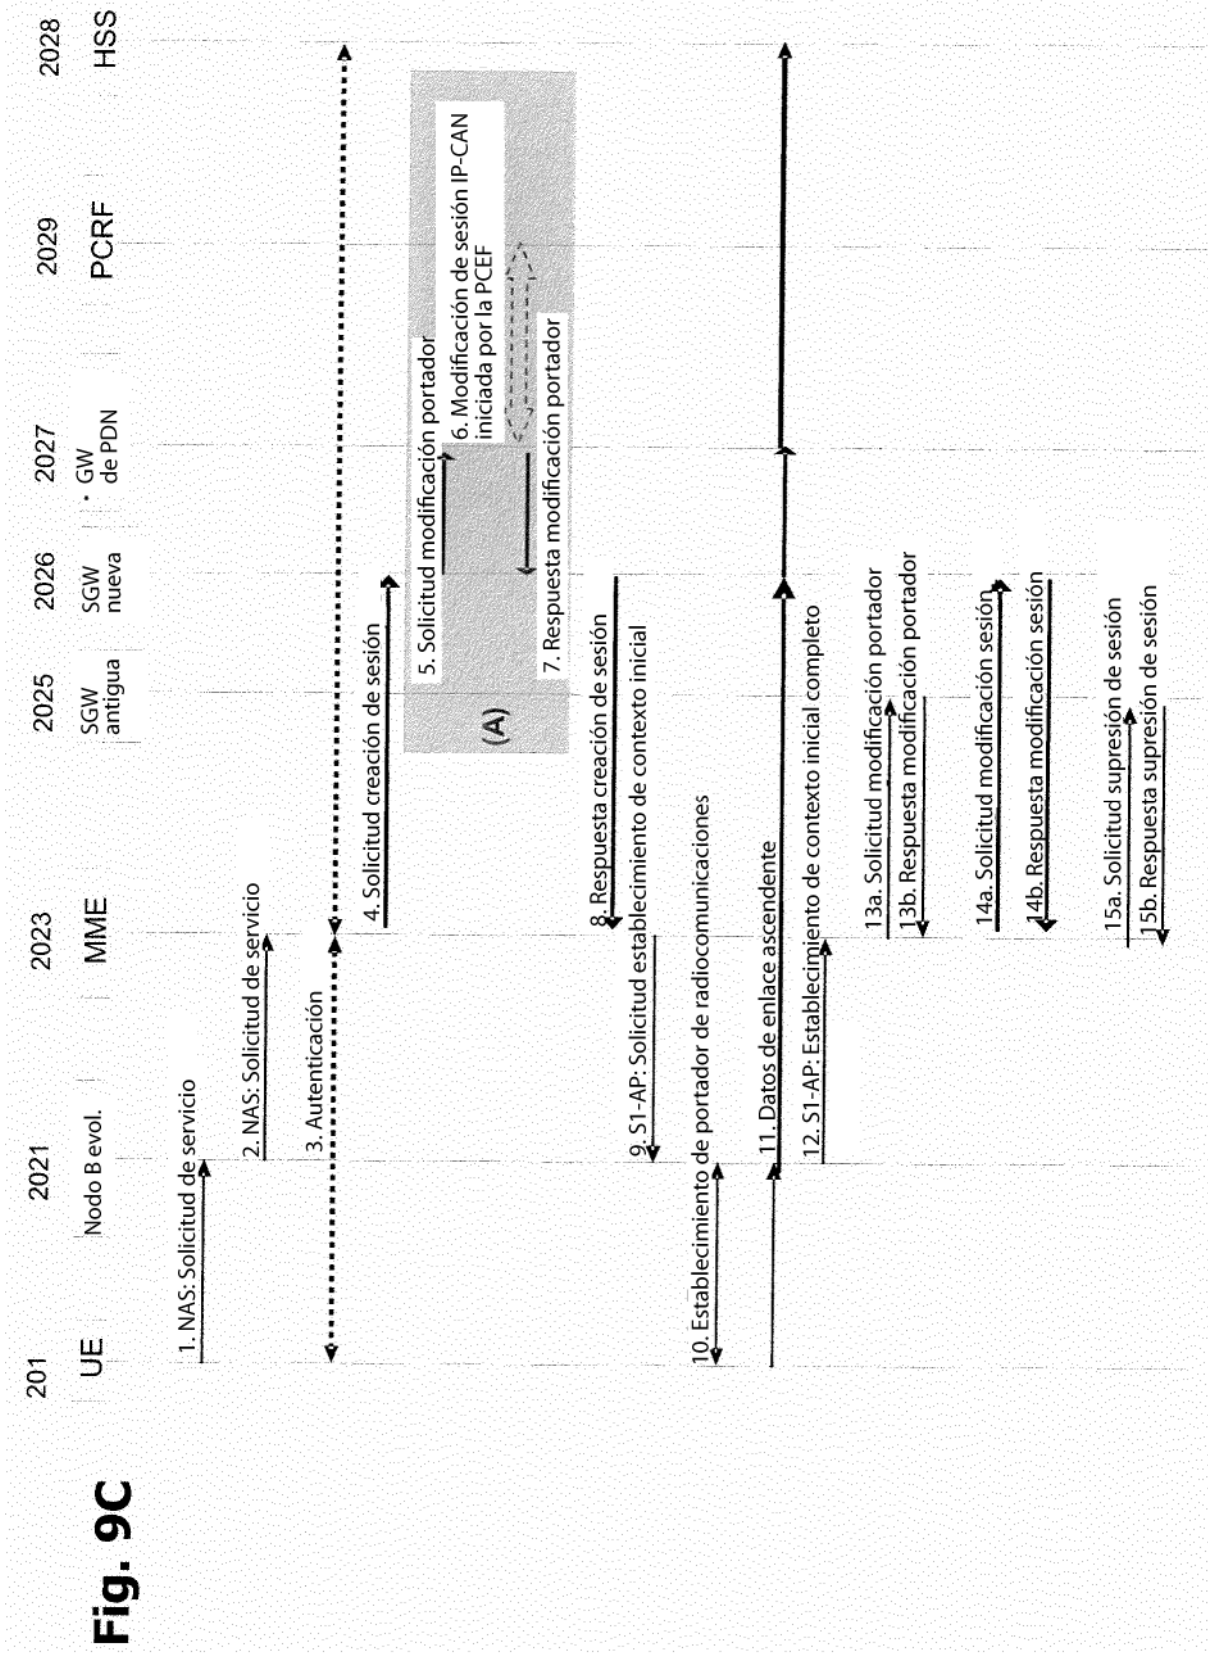 Fig. 9C
201
2021
2023
2025
2026
2027
2029
2028
UE
Nodo B evol.
MME
SGW
antigua
SGW
nueva
GW
de PDN
PCRF
HSS
1. NAS: Solicitud de servicio
2. NAS: Solicitud de servicio
3. Autenticación
4. Solicitud creación de sesión
5. Solicitud modificación portador
6. Modificación de sesión IP-CAN
iniciada por la PCEF
(A)
7. Respuesta modificación portador
8. Respuesta creación de sesión
9. S1-AP: Solicitud establecimiento de contexto inicial
10. Establecimiento de portador de radiocomunicaciones
11. Datos de enlace ascendente
12. S1-AP: Establecimiento de contexto inicial completo
13a. Solicitud modificación portador
13b. Respuesta modificación portador
14a. Solicitud modificación sesión
14b. Respuesta modificación sesión
15a. Solicitud supresión de sesión
15b. Respuesta supresión de sesión